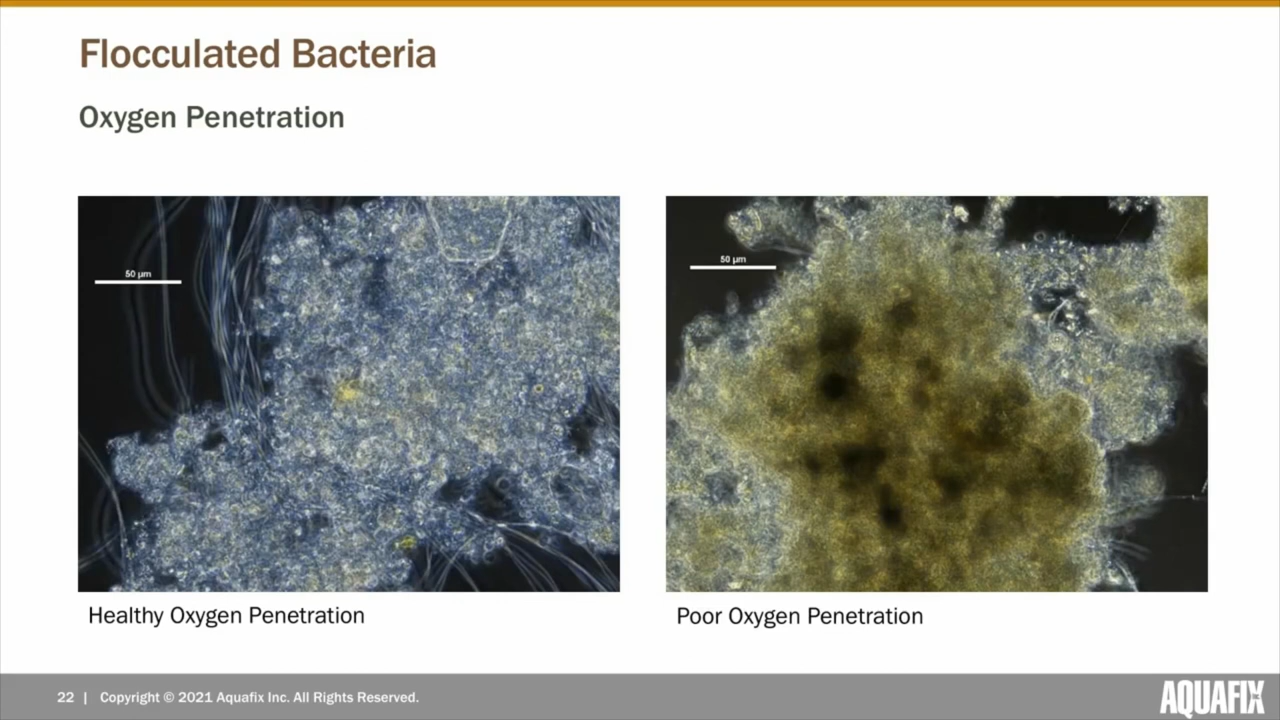 Flocculated Bacteria
Oxygen Penetration
50 µm
50 µm
Healthy Oxygen Penetration
Poor Oxygen Penetration
22 | Copyright © 2021 Aquafix Inc. All Rights Reserved.
AQUAFIX